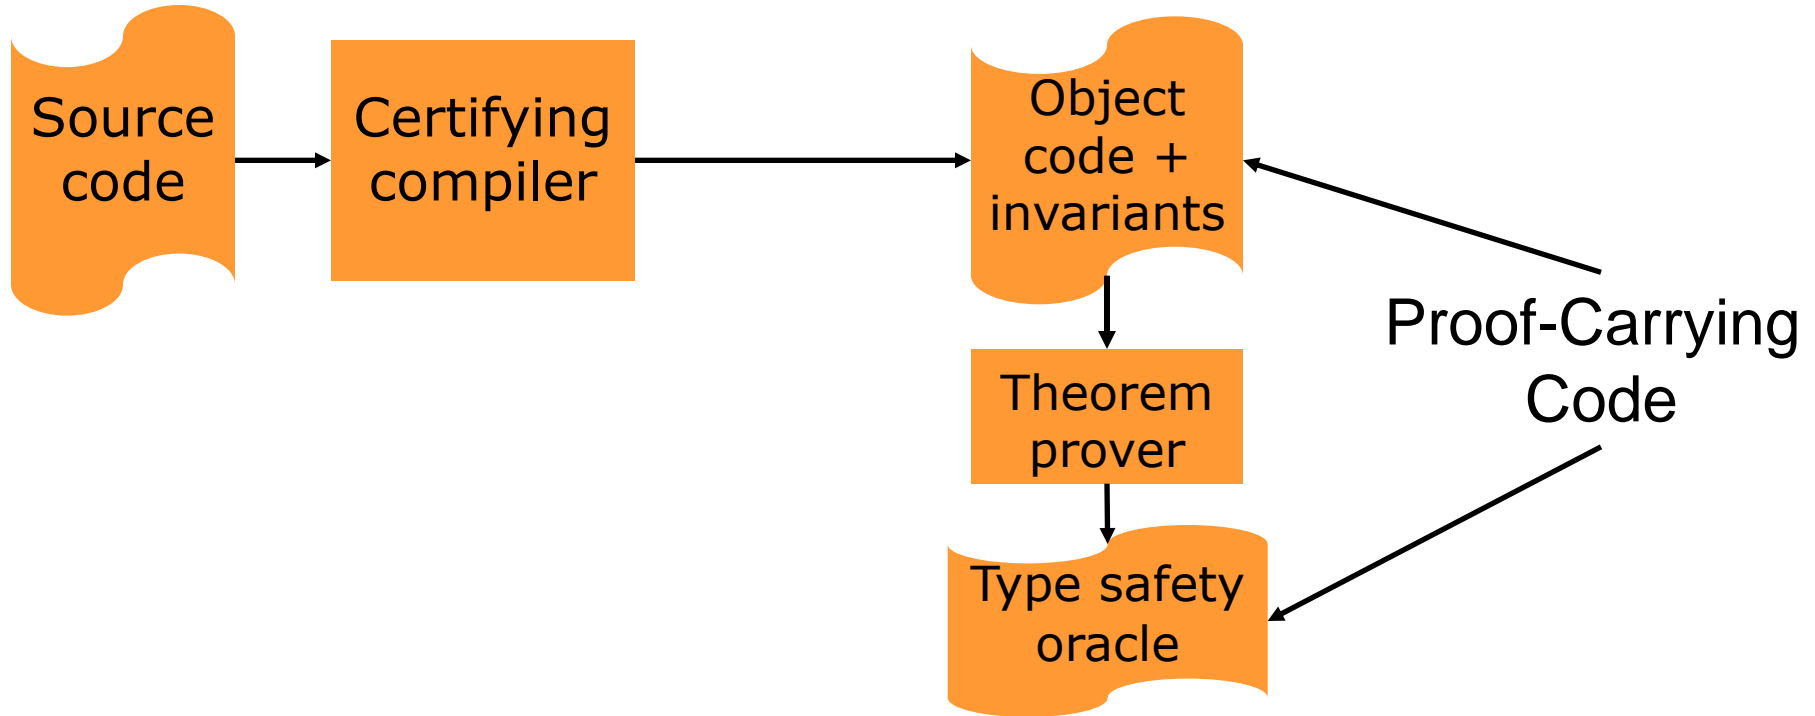 Source
code
Certifying
compiler
Object
code +
invariants
Theorem
prover
Type safety
oracle
Proof-Carrying
Code